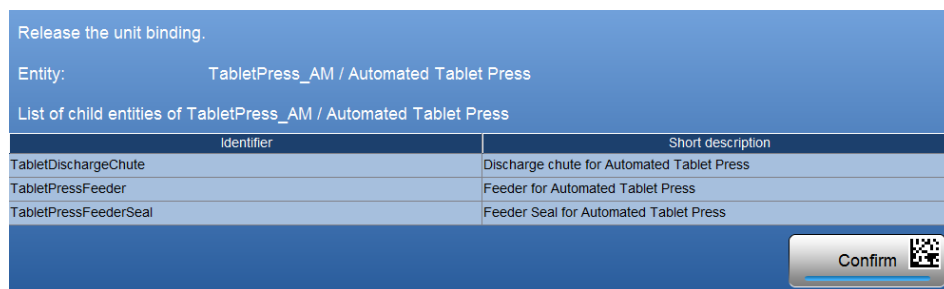 Release the unit binding.
Entity: TabletPress_AM / Automated Tablet Press
List of child entities of TabletPress_AM / Automated Tablet Press
Identifier Short description
TabletDischargeChute Discharge chute for Automated Tablet Press
TabletPressFeeder Feeder for Automated Tablet Press
TabletPressFeederSeal Feeder Seal for Automated Tablet Press
Confirm